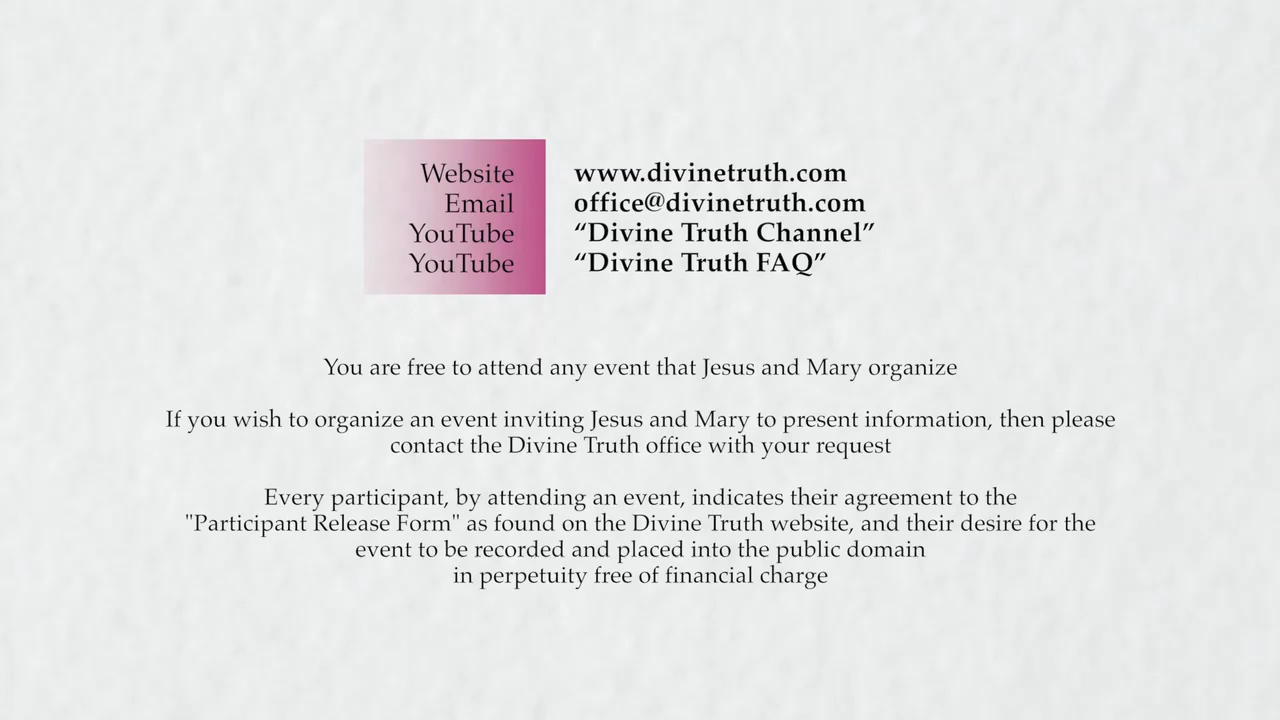 Website www.divinetruth.com
Email office@divinetruth.com
YouTube “Divine Truth Channel”
YouTube “Divine Truth FAQ”
You are free to attend any event that Jesus and Mary organize
If you wish to organize an event inviting Jesus and Mary to present information, then please
contact the Divine Truth office with your request
Every participant, by attending an event, indicates their agreement to the
"Participant Release Form" as found on the Divine Truth website, and their desire for the
event to be recorded and placed into the public domain
in perpetuity free of financial charge